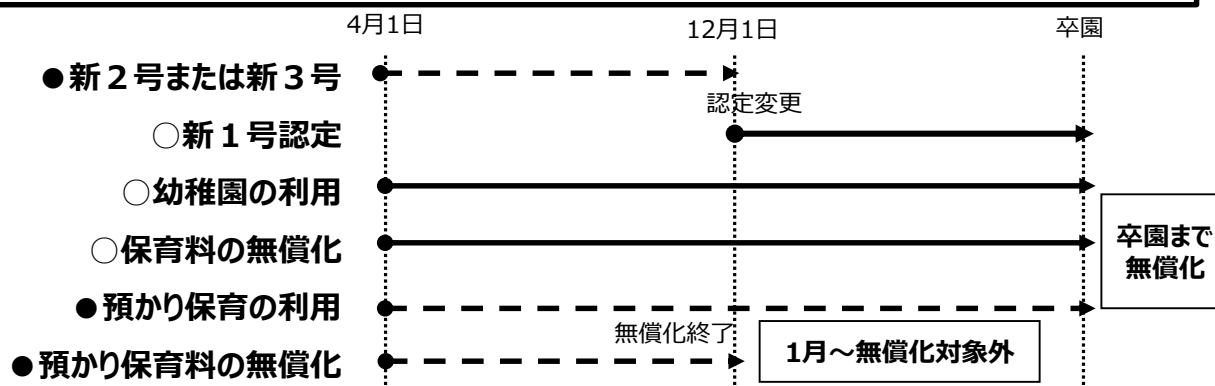 4月1日
12月1日
卒園
●新２号または新３号
認定変更
○新１号認定
○幼稚園の利用
○保育料の無償化
卒園まで
無償化
●預かり保育の利用
無償化終了
1月～無償化対象外
●預かり保育料の無償化